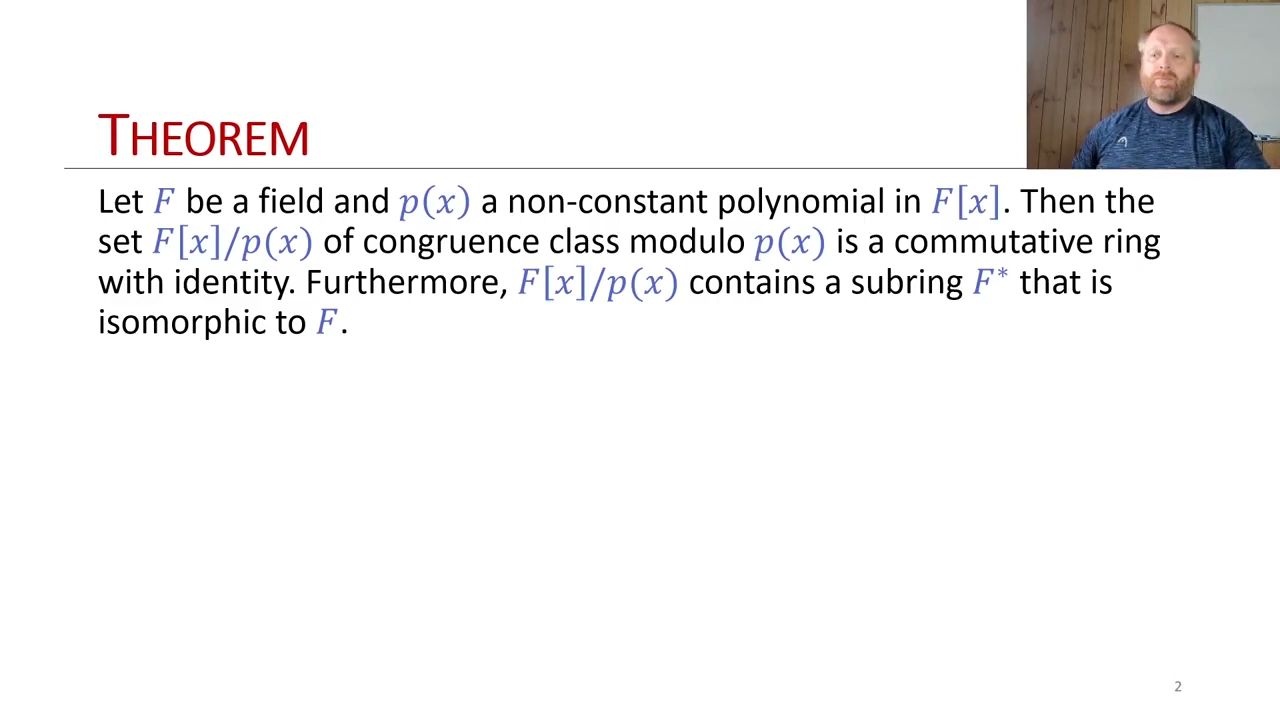 THEOREM
Let F be a field and p(x) a non-constant polynomial in F[x]. Then the
set F[x]/p(x) of congruence class modulo p(x) is a commutative ring
with identity. Furthermore, F[x]/p(x) contains a subring F* that is
isomorphic to F.
2